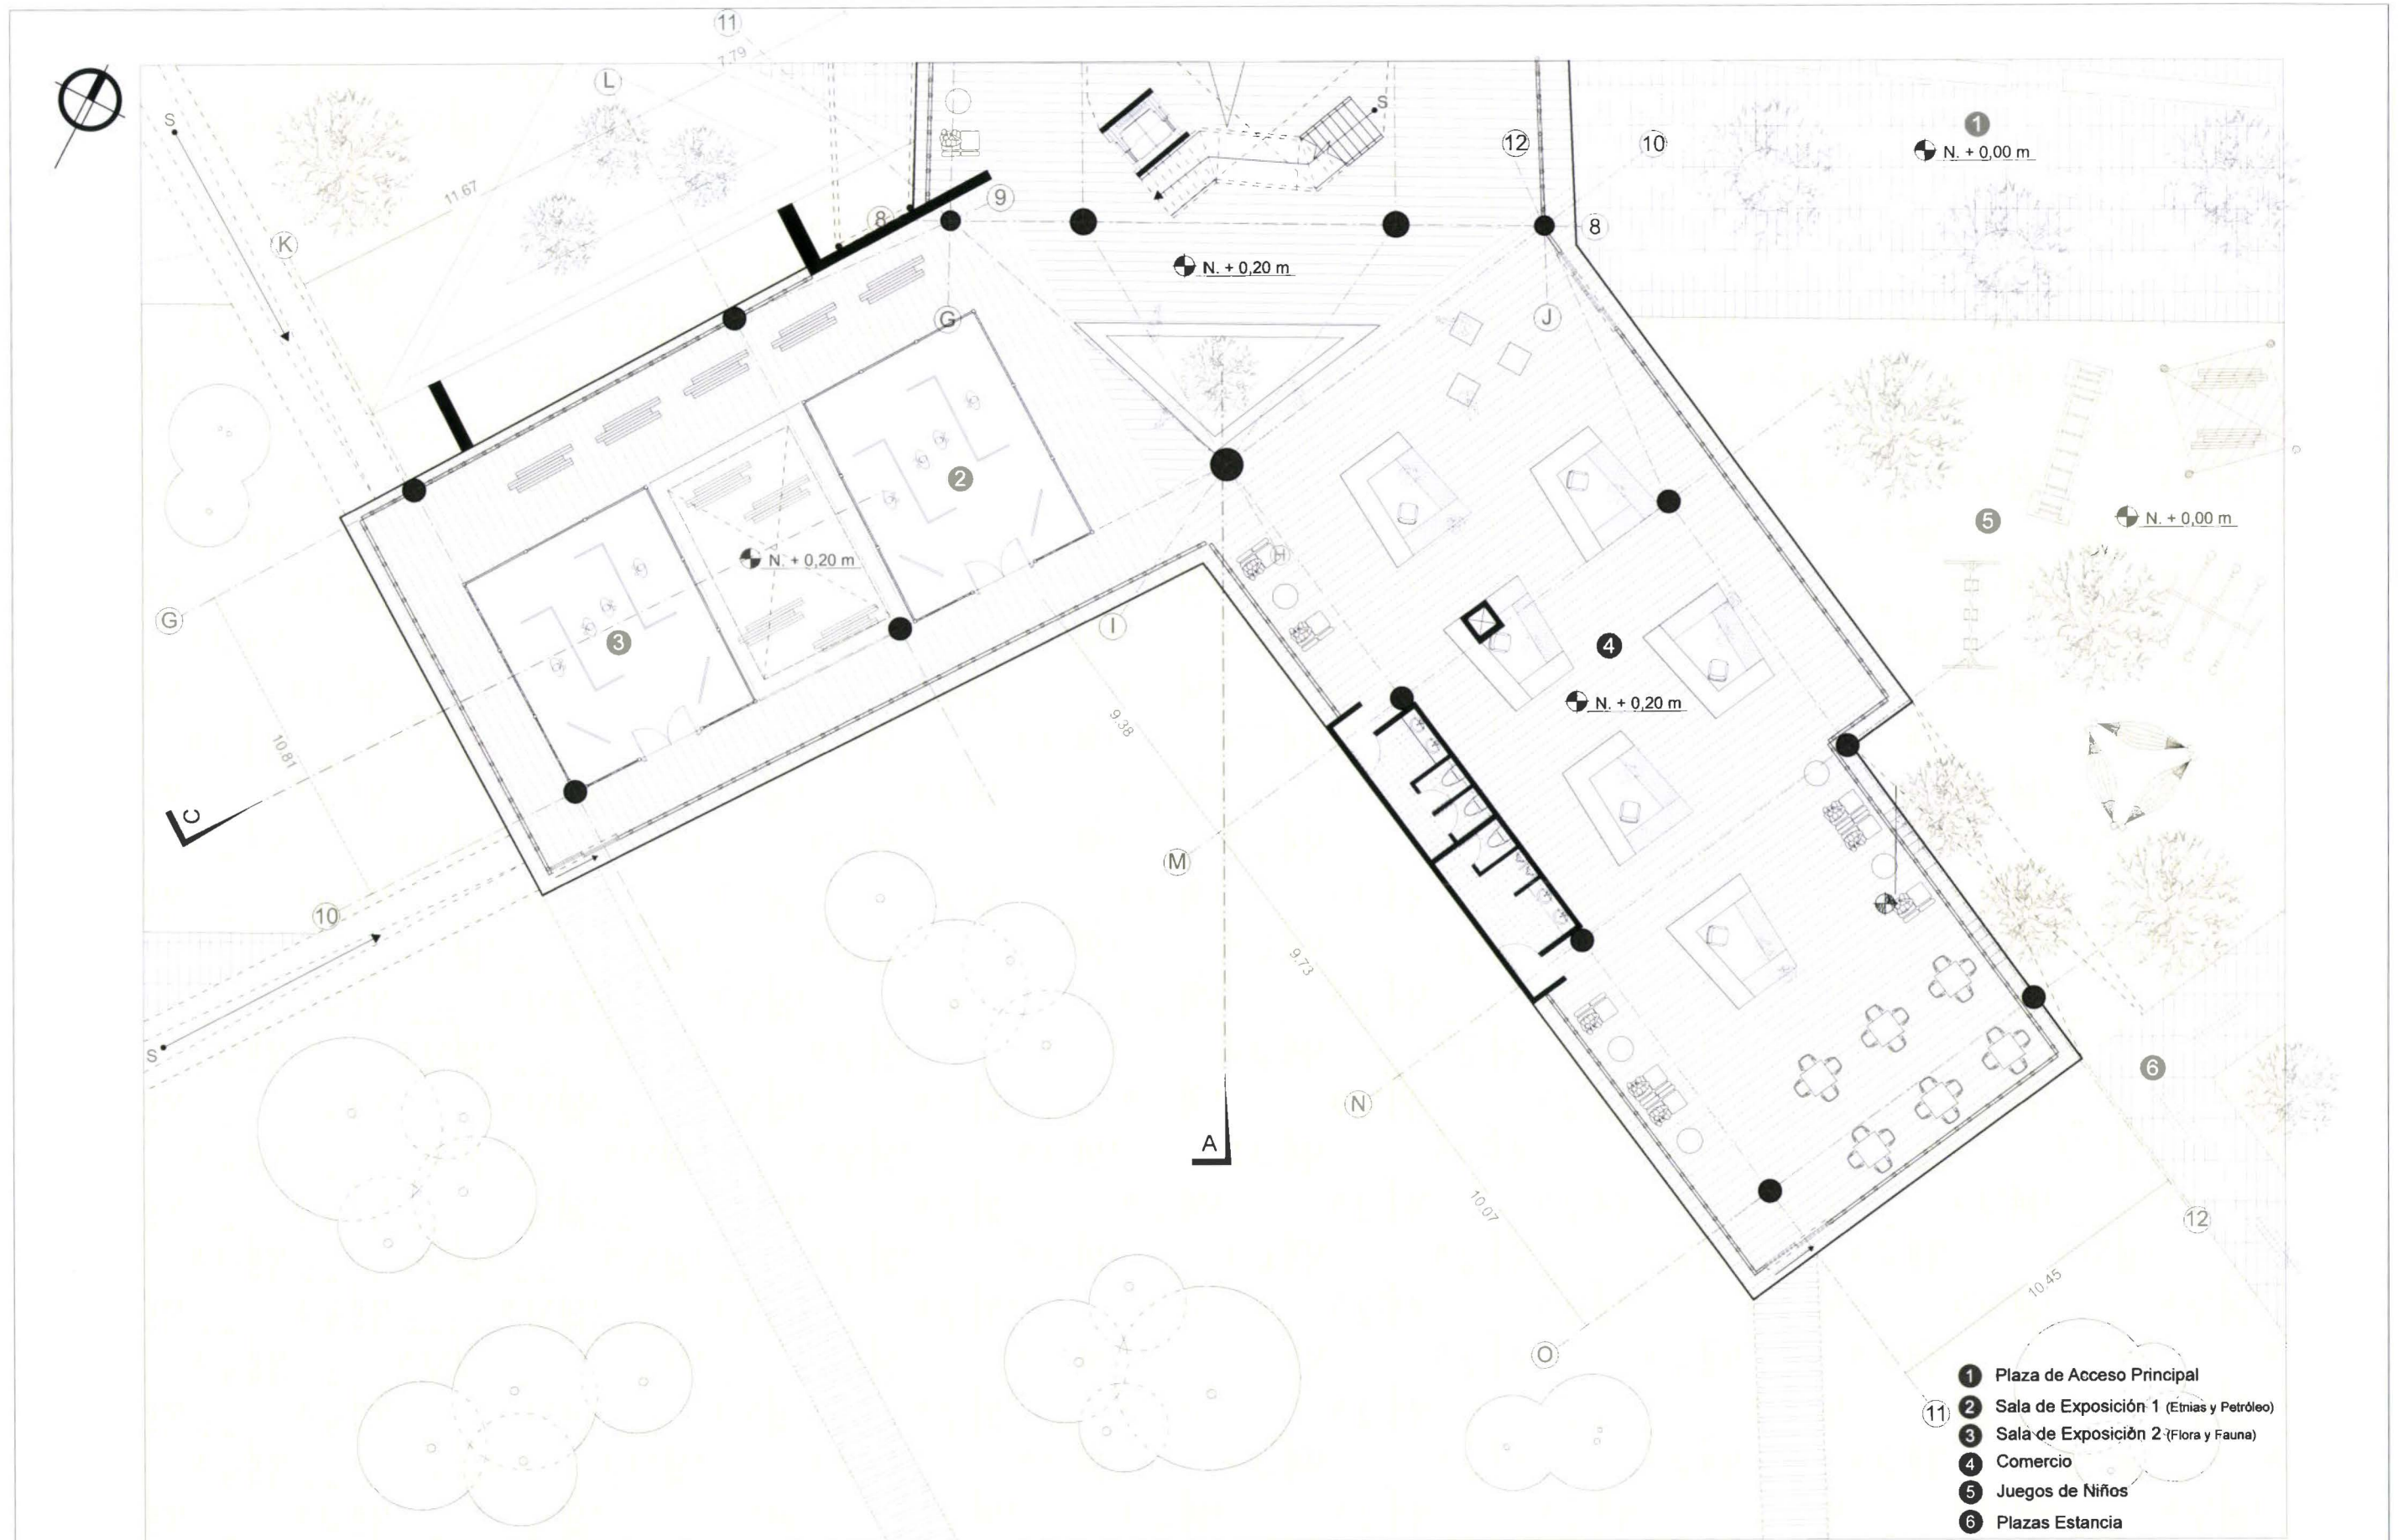 11
7.79
L
S
K
11.67
8
9
S
12
10
8
1
N. + 0,00 m
N. + 0,20 m
G
J
2
5
N. + 0,00 m
H
N. + 0,20 m
G
3
I
4
N. + 0,20 m
10.81
9.38
C
M
10
9.73
S
A
N
6
10.07
12
10.45
O
11
1 Plaza de Acceso Principal
2 Sala de Exposición 1 (Etnias y Petróleo)
3 Sala de Exposición 2 (Flora y Fauna)
4 Comercio
5 Juegos de Niños
6 Plazas Estancia